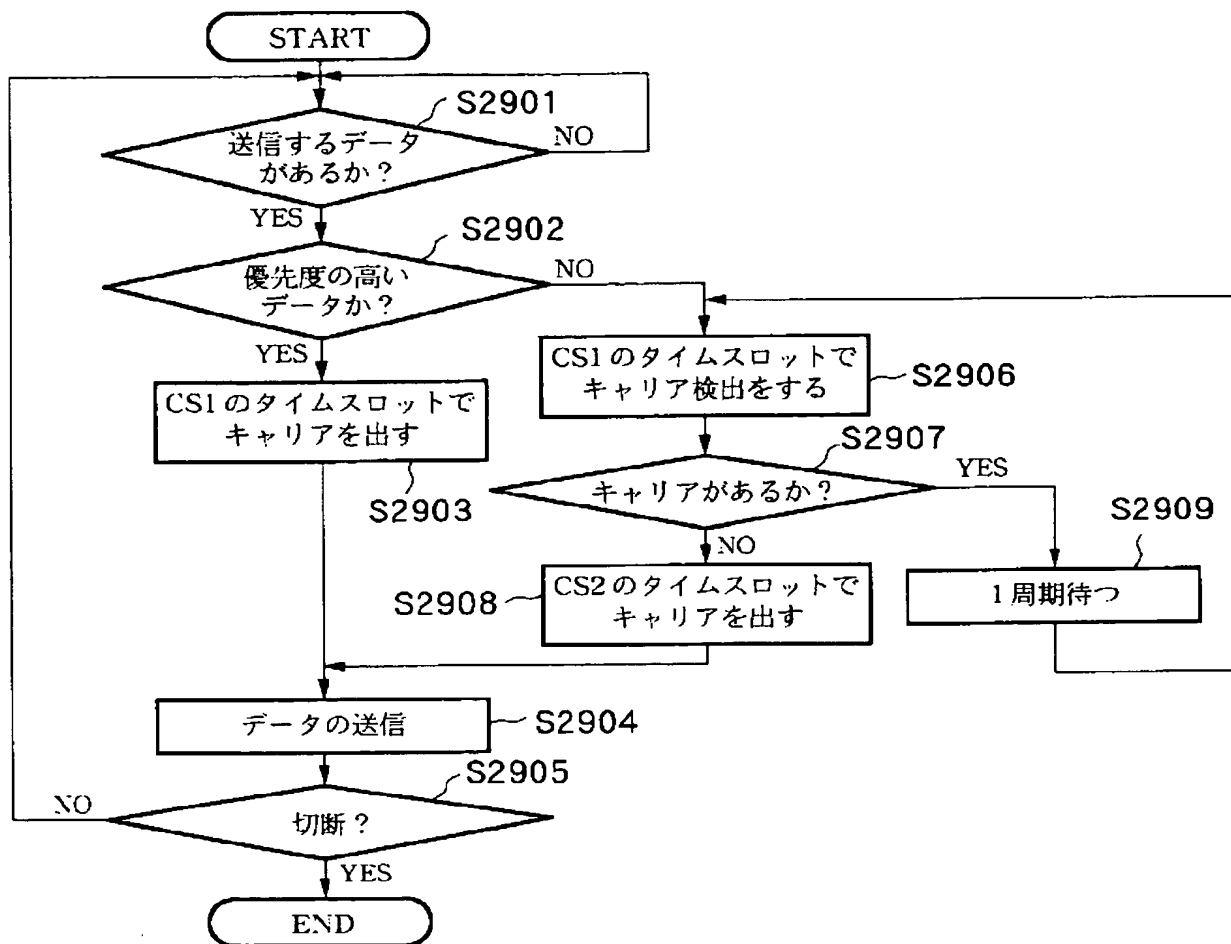 START
S2901
送信するデータ
があるか？
NO
YES
S2902
優先度の高い
データか？
NO
YES
CS1のタイムスロットで
キャリアを出す
S2903
CS1のタイムスロットで
キャリア検出をする
S2906
S2907
キャリアがあるか？
YES
NO
S2909
1周期待つ
S2908
CS2のタイムスロットで
キャリアを出す
データの送信
S2904
S2905
NO
切断？
YES
END